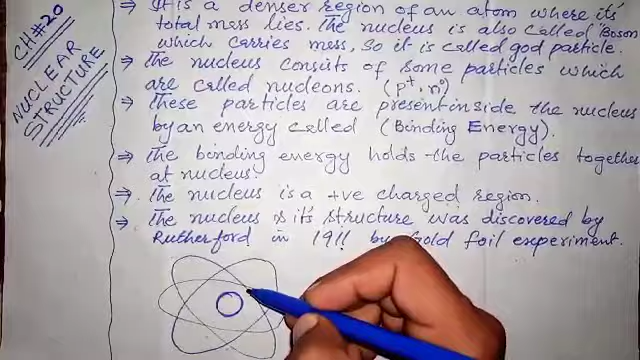 CH#20
NUCLEAR
STRUCTURE
⇒ It is a denser region of an atom where it's
total mess lies. The nucleus is also called "Boson"
which carries mess, So it is called god particle.
⇒ The nucleus consits of some particles which
are called nucleons. (p⁺, n°)
⇒ These particles are present inside the nucleus
by an energy called (Binding Energy).
⇒ The binding energy holds the particles together
at nucleus.
⇒ The nucleus is a +ve charged region.
⇒ The nucleus & it's structure was discovered by
Rutherford in 1911 by Gold foil experiment.